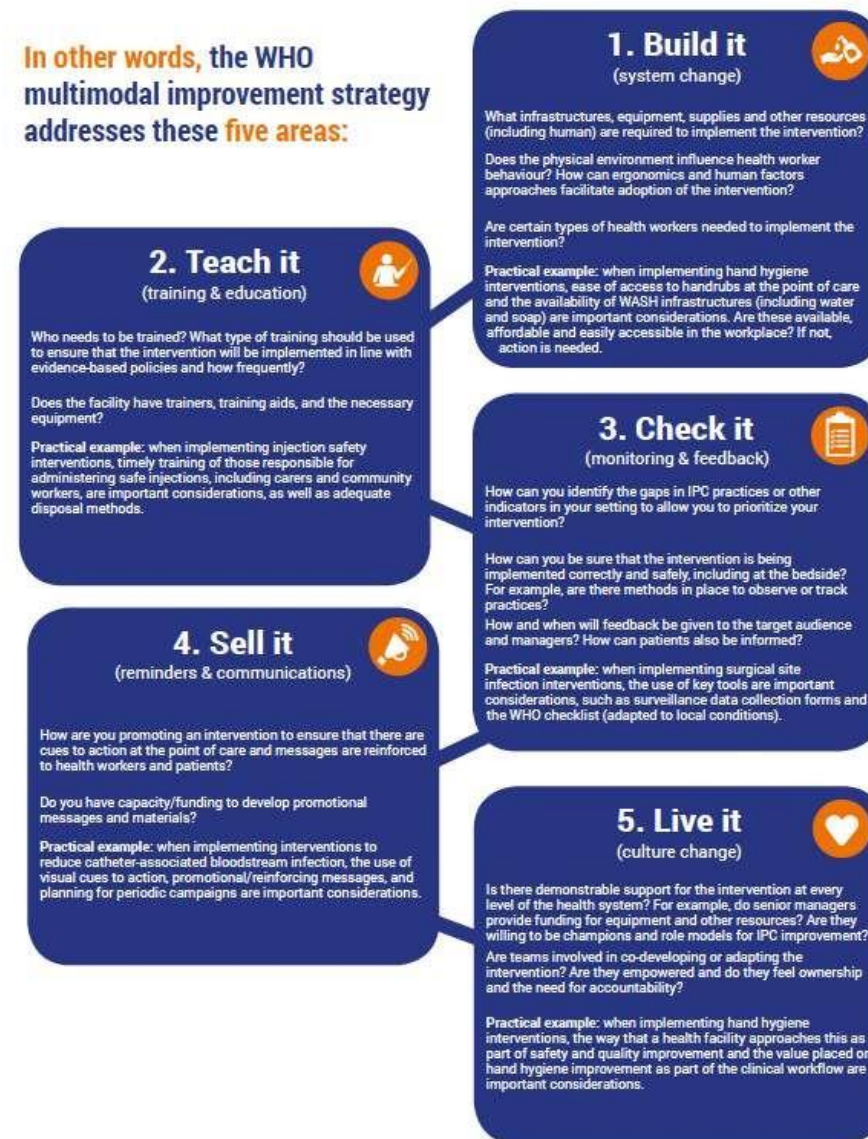 In other words, the WHO
multimodal improvement strategy
addresses these five areas:
1. Build it
(system change)
What infrastructures, equipment, supplies and other resources
(including human) are required to implement the intervention?
Does the physical environment influence health worker
behaviour? How can ergonomics and human factors
approaches facilitate adoption of the intervention?
Are certain types of health workers needed to implement the
intervention?
Practical example: when implementing hand hygiene
interventions, ease of access to handrubs at the point of care
and the availability of WASH infrastructures (including water
and soap) are important considerations. Are these available,
affordable and easily accessible in the workplace? If not,
action is needed.
2. Teach it
(training & education)
Who needs to be trained? What type of training should be used
to ensure that the intervention will be implemented in line with
evidence-based policies and how frequently?
Does the facility have trainers, training aids, and the necessary
equipment?
Practical example: when implementing injection safety
interventions, timely training of those responsible for
administering safe injections, including carers and community
workers, are important considerations, as well as adequate
disposal methods.
3. Check it
(monitoring & feedback)
How can you identify the gaps in IPC practices or other
indicators in your setting to allow you to prioritize your
intervention?
How can you be sure that the intervention is being
implemented correctly and safely, including at the bedside?
For example, are there methods in place to observe or track
practices?
How and when will feedback be given to the target audience
and managers? How can patients also be informed?
Practical example: when implementing surgical site
infection interventions, the use of key tools are important
considerations, such as surveillance data collection forms and
the WHO checklist (adapted to local conditions).
4. Sell it
(reminders & communications)
How are you promoting an intervention to ensure that there are
cues to action at the point of care and messages are reinforced
to health workers and patients?
Do you have capacity/funding to develop promotional
messages and materials?
Practical example: when implementing interventions to
reduce catheter-associated bloodstream infection, the use of
visual cues to action, promotional/reinforcing messages, and
planning for periodic campaigns are important considerations.
5. Live it
(culture change)
Is there demonstrable support for the intervention at every
level of the health system? For example, do senior managers
provide funding for equipment and other resources? Are they
willing to be champions and role models for IPC improvement?
Are teams involved in co-developing or adapting the
intervention? Are they empowered and do they feel ownership
and the need for accountability?
Practical example: when implementing hand hygiene
interventions, the way that a health facility approaches this as
part of safety and quality improvement and the value placed on
hand hygiene improvement as part of the clinical workflow are
important considerations.